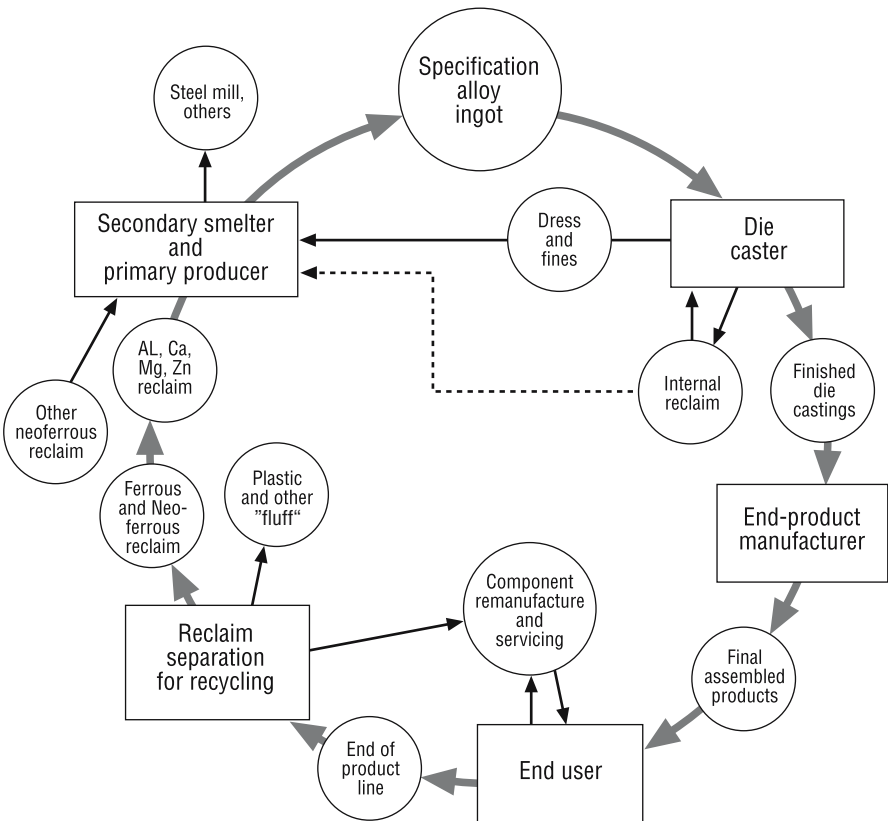 Specification
alloy
ingot
Steel mill,
others
Secondary smelter
and
primary producer
Dress
and
fines
Die
caster
AL, Ca,
Mg, Zn
reclaim
Internal
reclaim
Finished
die
castings
Other
neoferrous
reclaim
Ferrous
and Neo-
ferrous
reclaim
Plastic
and other
"fluff“
End-product
manufacturer
Component
remanufacture
and
servicing
Reclaim
separation
for recycling
Final
assembled
products
End of
product
line
End user